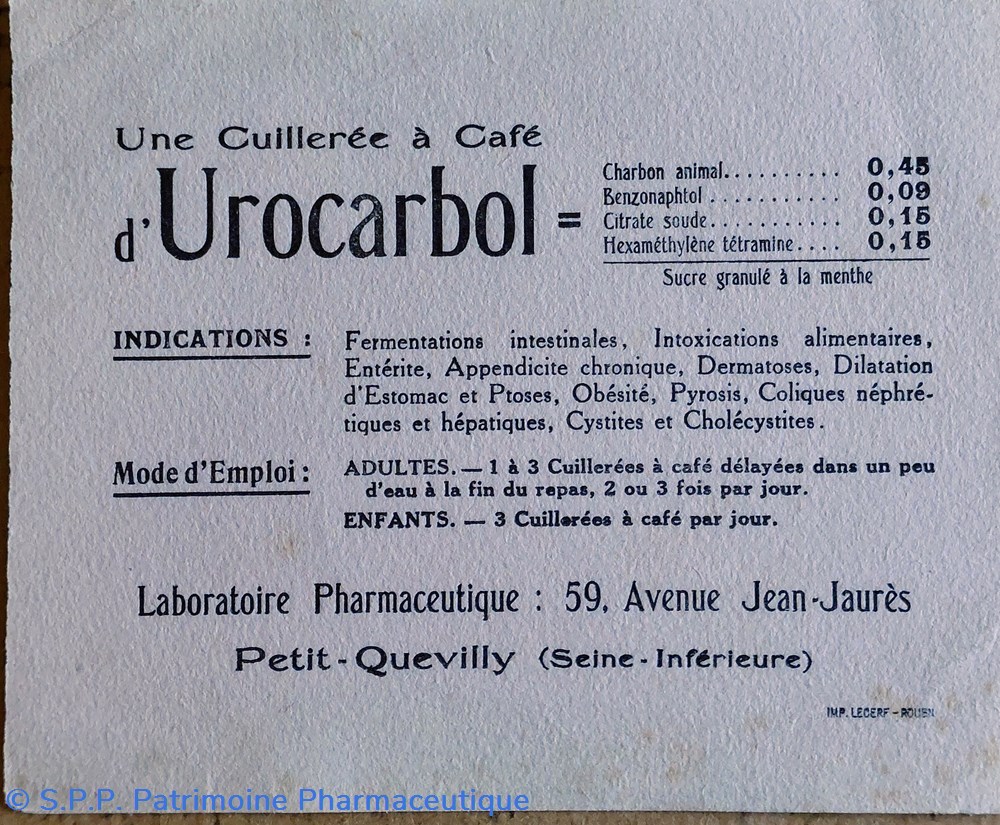 Une Cuillerée à Café
d'Urocarbol =
Charbon animal.......... 0,45
Benzonaphtol........... 0,09
Citrate soude........... 0,15
Hexaméthylène tétramine.... 0,15
Sucre granulé à la menthe
INDICATIONS : Fermentations intestinales, Intoxications alimentaires,
Entérite, Appendicite chronique, Dermatoses, Dilatation
d'Estomac et Ptoses, Obésité, Pyrosis, Coliques néphré-
tiques et hépatiques, Cystites et Cholécystites.
Mode d'Emploi : ADULTES. — 1 à 3 Cuillerées à café délayées dans un peu
d'eau à la fin du repas, 2 ou 3 fois par jour.
ENFANTS. — 3 Cuillerées à café par jour.
Laboratoire Pharmaceutique : 59, Avenue Jean-Jaurès
Petit-Quevilly (Seine-Inférieure)
IMP. LECERF - ROUEN
© S.P.P. Patrimoine Pharmaceutique